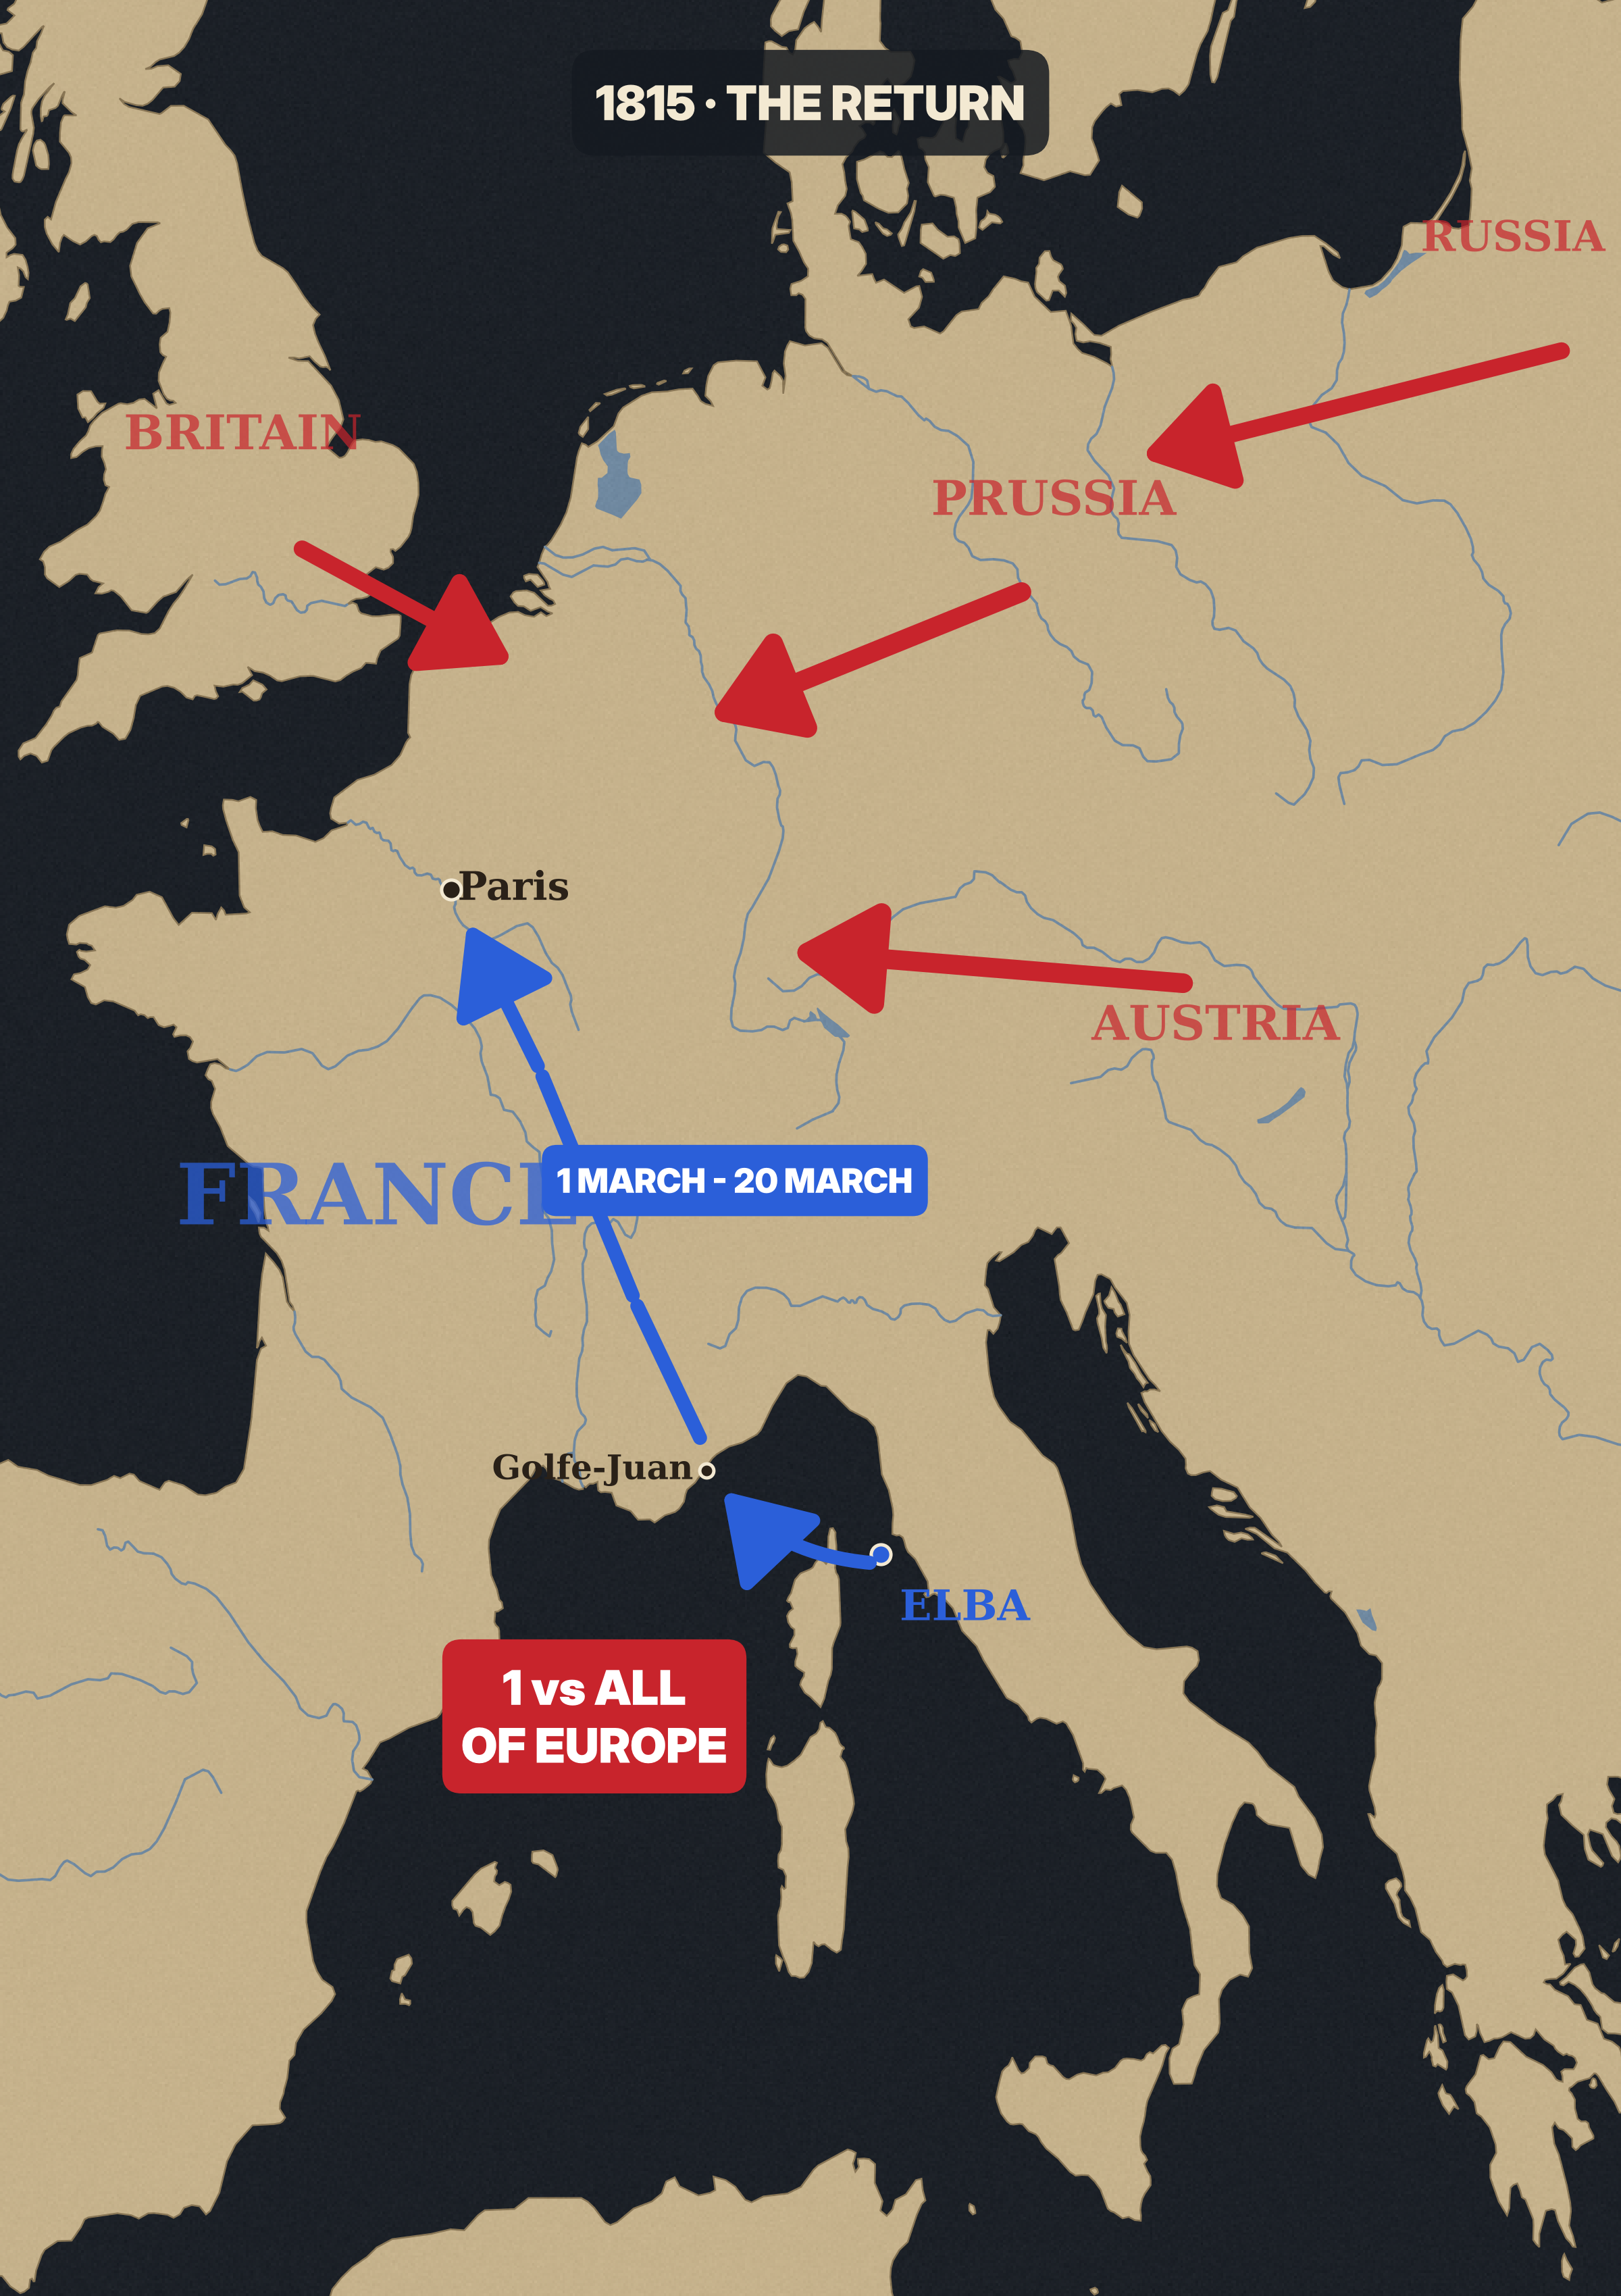 1815 · THE RETURN
RUSSIA
BRITAIN
PRUSSIA
Paris
AUSTRIA
FRANCE
1 MARCH - 20 MARCH
Golfe-Juan
ELBA
1 vs ALL
OF EUROPE